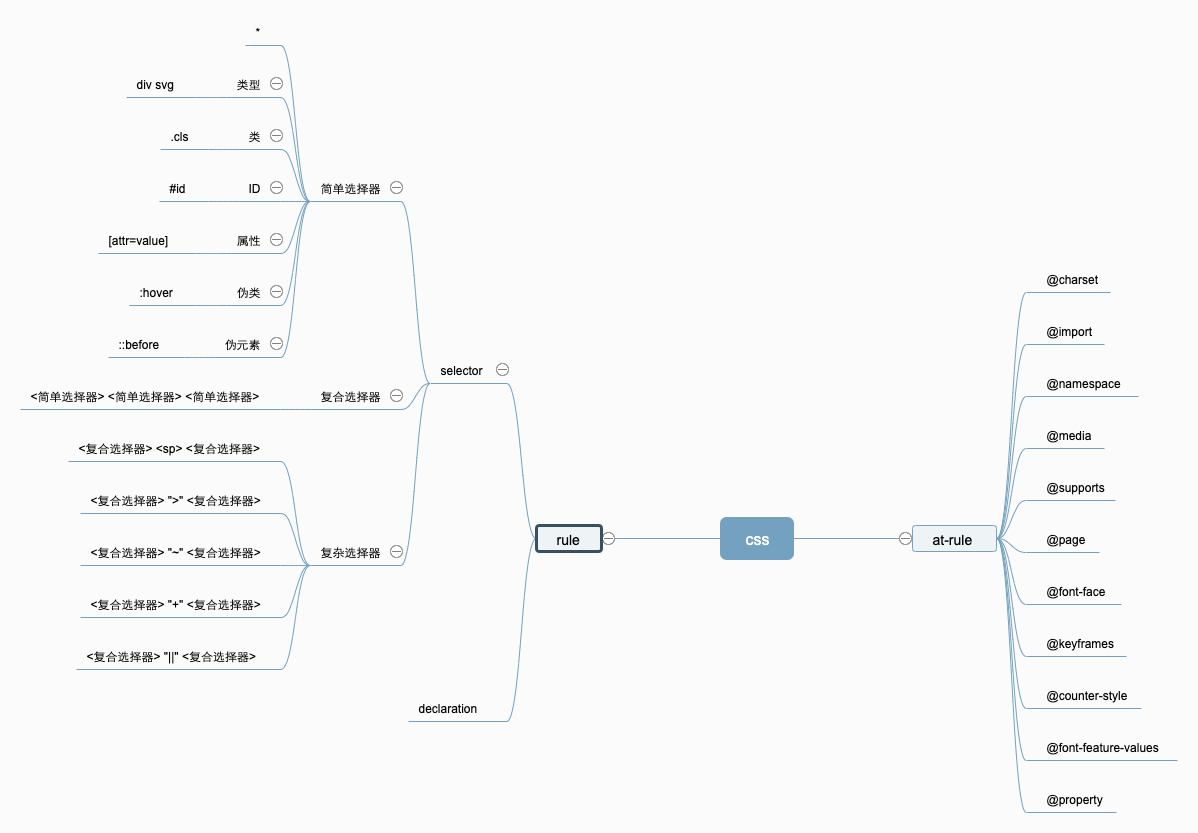 *
div svg 类型
.cls 类
#id ID
简单选择器
[attr=value] 属性
:hover 伪类
::before 伪元素
selector
<简单选择器> <简单选择器> <简单选择器> 复合选择器
<复合选择器> <sp> <复合选择器>
<复合选择器> ">" <复合选择器>
<复合选择器> "~" <复合选择器>
复杂选择器
<复合选择器> "+" <复合选择器>
<复合选择器> "||" <复合选择器>
declaration
rule
css
at-rule
@charset
@import
@namespace
@media
@supports
@page
@font-face
@keyframes
@counter-style
@font-feature-values
@property